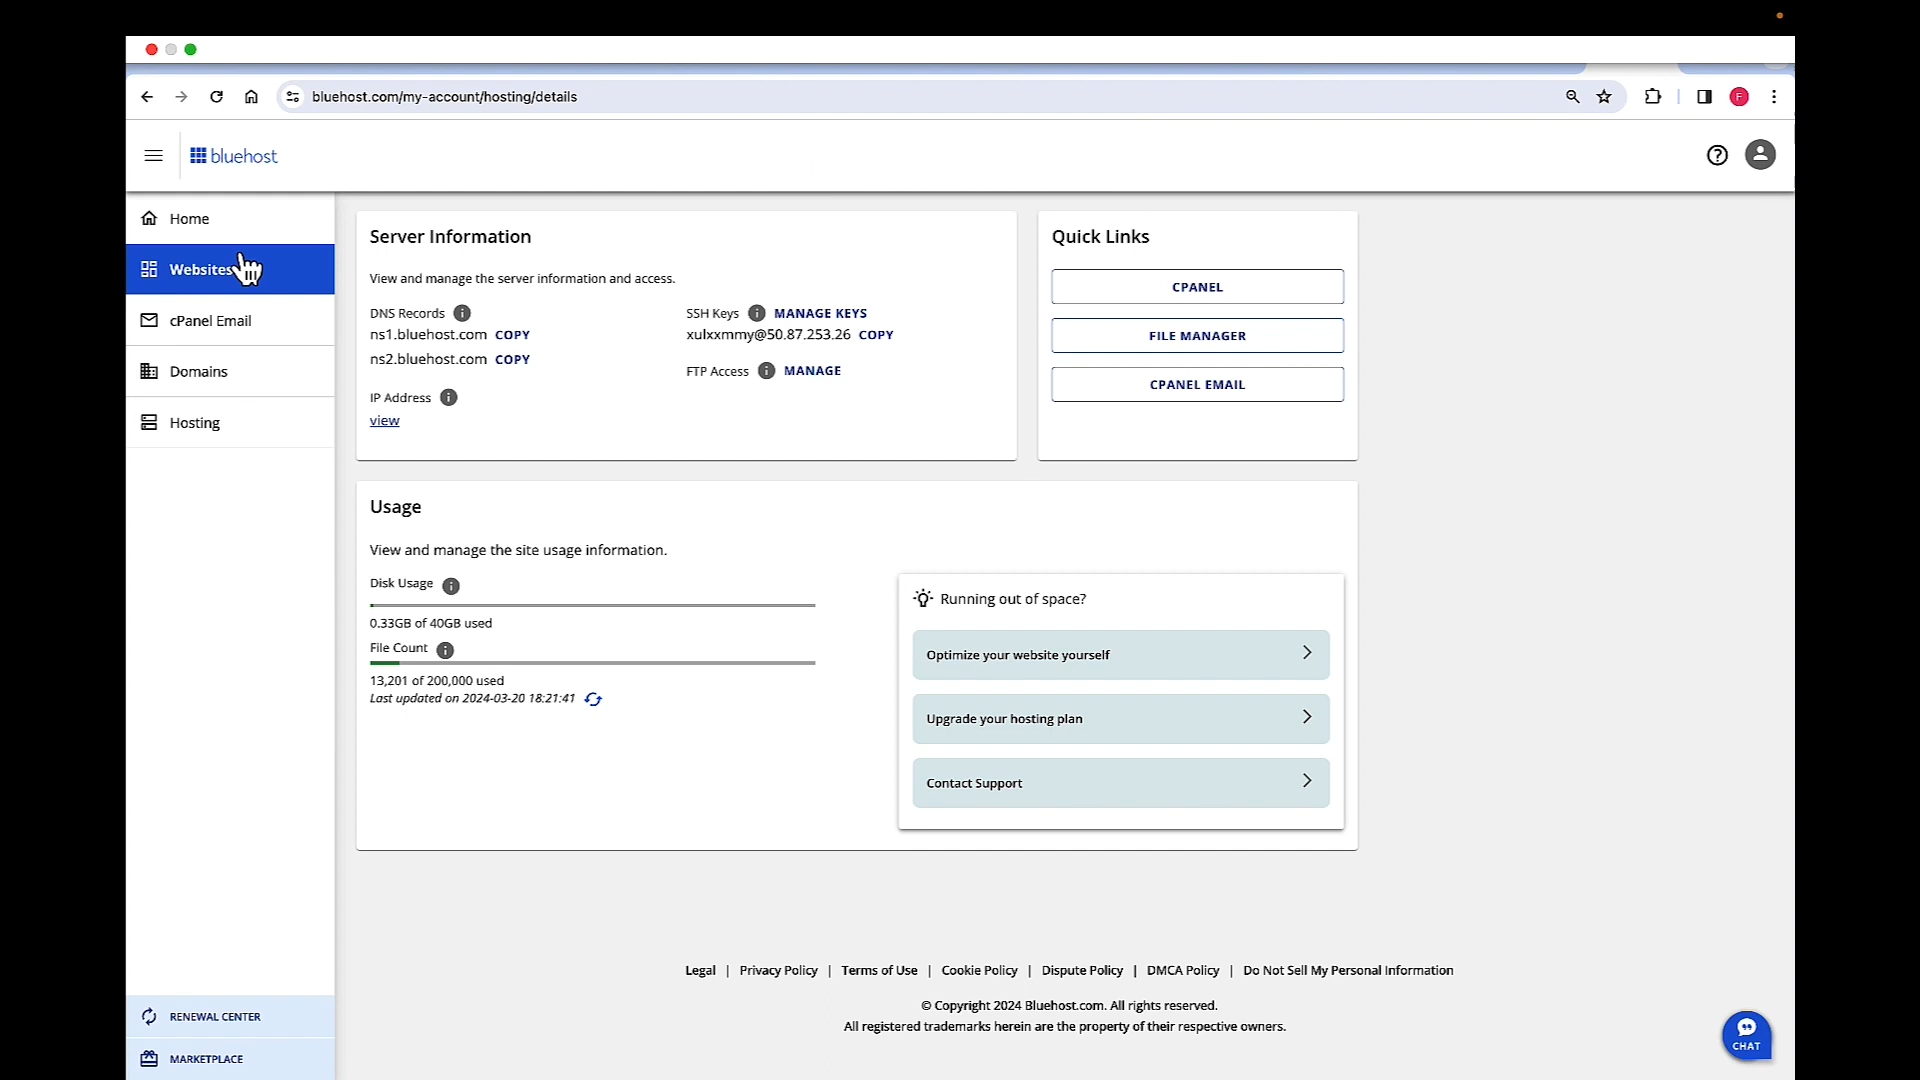 bluehost.com/my-account/hosting/details
F
bluehost
Home
Websites
cPanel Email
Domains
Hosting
RENEWAL CENTER
MARKETPLACE
Server Information
View and manage the server information and access.
DNS Records
ns1.bluehost.com COPY
ns2.bluehost.com COPY
IP Address
view
SSH Keys MANAGE KEYS
xulxxmmy@50.87.253.26 COPY
FTP Access MANAGE
Quick Links
CPANEL
FILE MANAGER
CPANEL EMAIL
Usage
View and manage the site usage information.
Disk Usage
0.33GB of 40GB used
File Count
13,201 of 200,000 used
Last updated on 2024-03-20 18:21:41
Running out of space?
Optimize your website yourself
Upgrade your hosting plan
Contact Support
Legal | Privacy Policy | Terms of Use | Cookie Policy | Dispute Policy | DMCA Policy | Do Not Sell My Personal Information
© Copyright 2024 Bluehost.com. All rights reserved.
All registered trademarks herein are the property of their respective owners.
CHAT